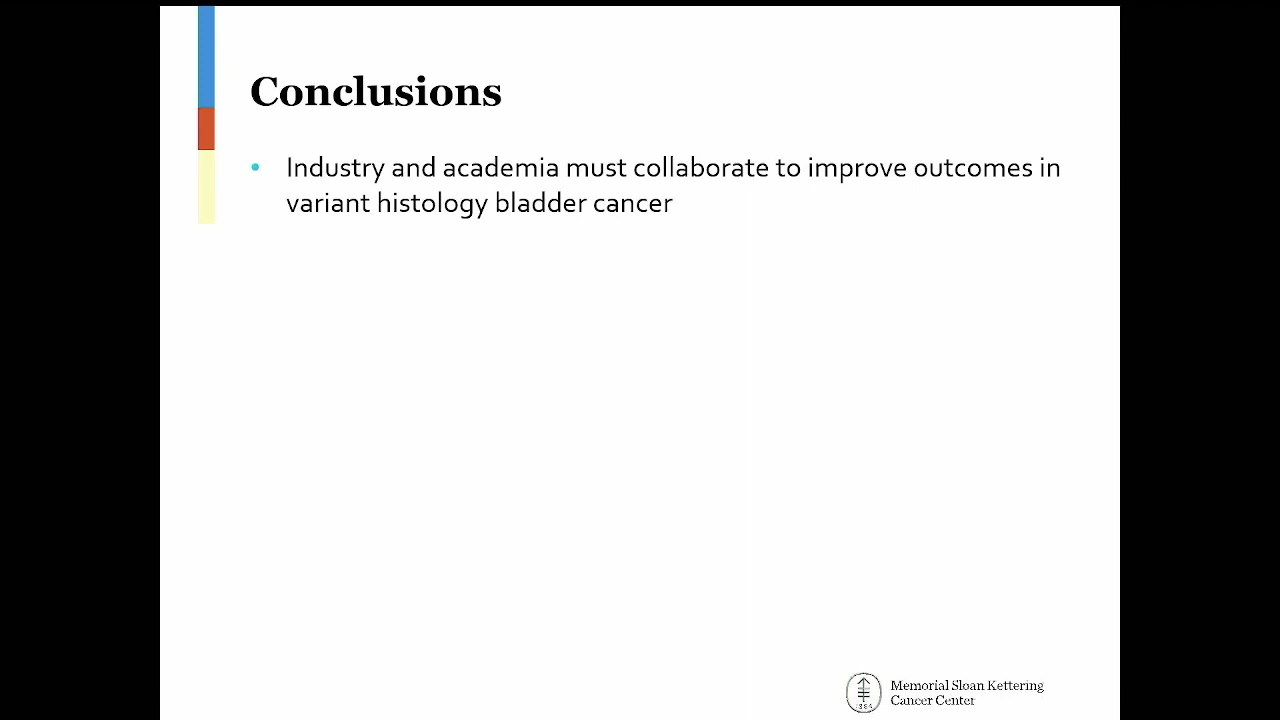 Conclusions
• Industry and academia must collaborate to improve outcomes in
variant histology bladder cancer
Memorial Sloan Kettering
Cancer Center
1884